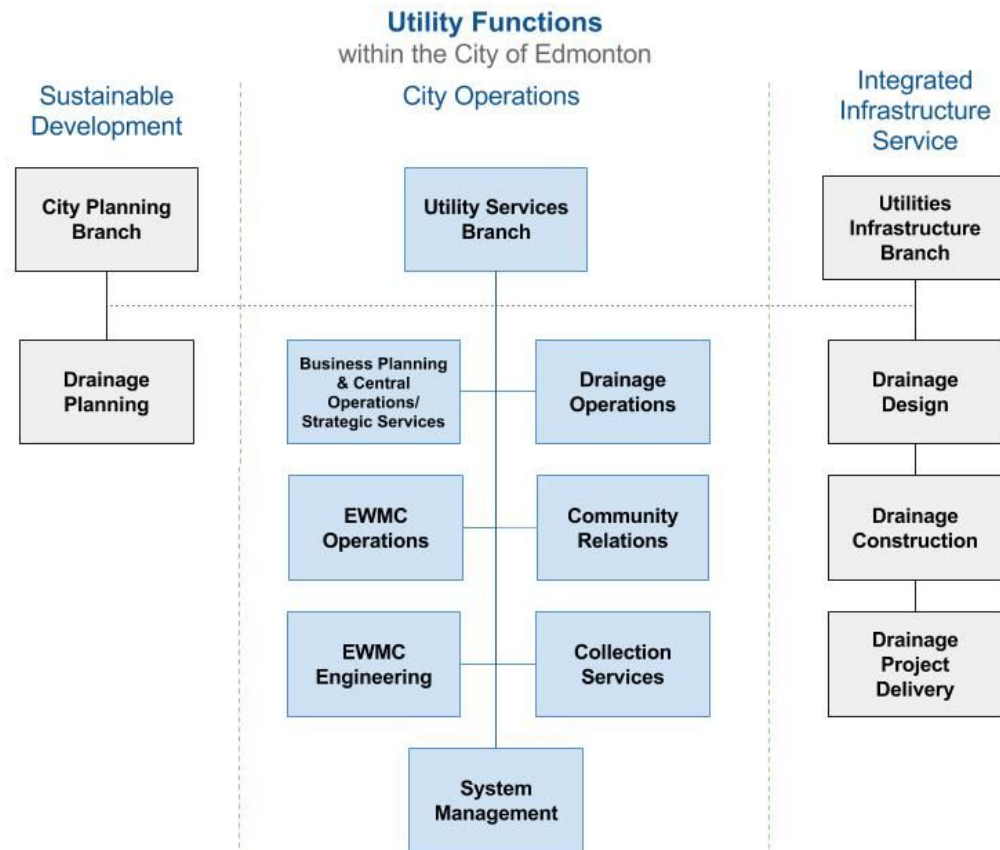 Utility Functions
within the City of Edmonton
Sustainable
Development
City Operations
Integrated
Infrastructure
Service
City Planning
Branch
Utility Services
Branch
Utilities
Infrastructure
Branch
Drainage
Planning
Business Planning
& Central
Operations/
Strategic Services
Drainage
Operations
Drainage
Design
EWMC
Operations
Community
Relations
Drainage
Construction
EWMC
Engineering
Collection
Services
Drainage
Project
Delivery
System
Management